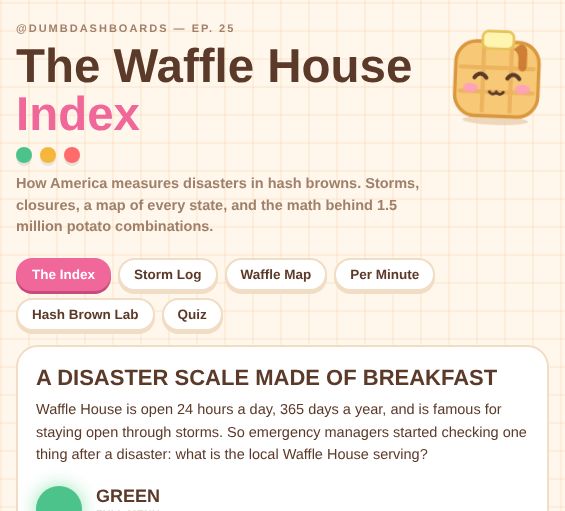 @DUMBDASHBOARDS — EP. 25
The Waffle House
Index
How America measures disasters in hash browns. Storms,
closures, a map of every state, and the math behind 1.5
million potato combinations.
The Index
Storm Log
Waffle Map
Per Minute
Hash Brown Lab
Quiz
A DISASTER SCALE MADE OF BREAKFAST
Waffle House is open 24 hours a day, 365 days a year, and is famous for
staying open through storms. So emergency managers started checking one
thing after a disaster: what is the local Waffle House serving?
GREEN